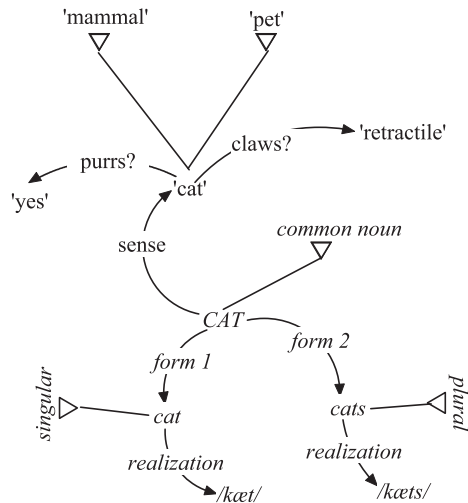 'mammal'
'pet'
claws?
'retractile'
purrs?
'cat'
'yes'
sense
common noun
CAT
form 1
form 2
singular
cat
cats
plural
realization
realization
/kæt/
/kæts/